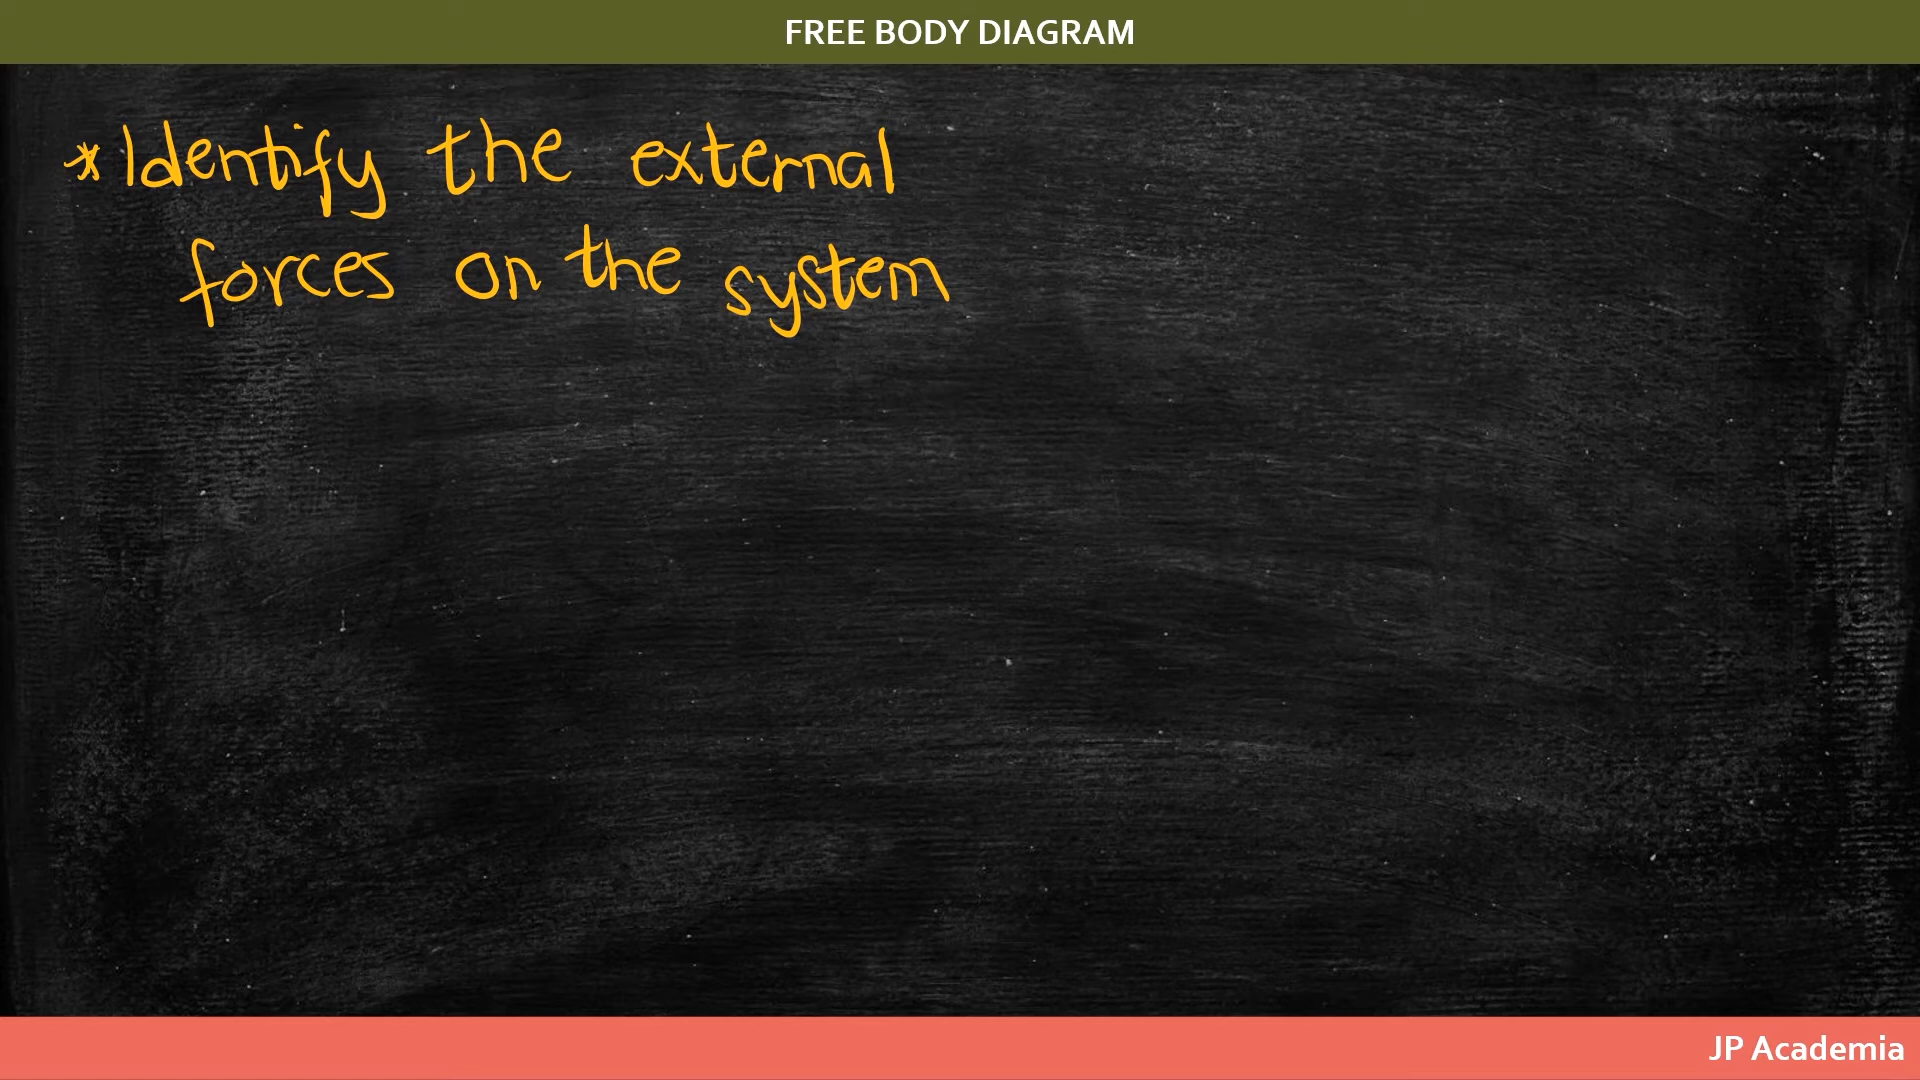 FREE BODY DIAGRAM
*Identify the external
forces on the system
JP Academia